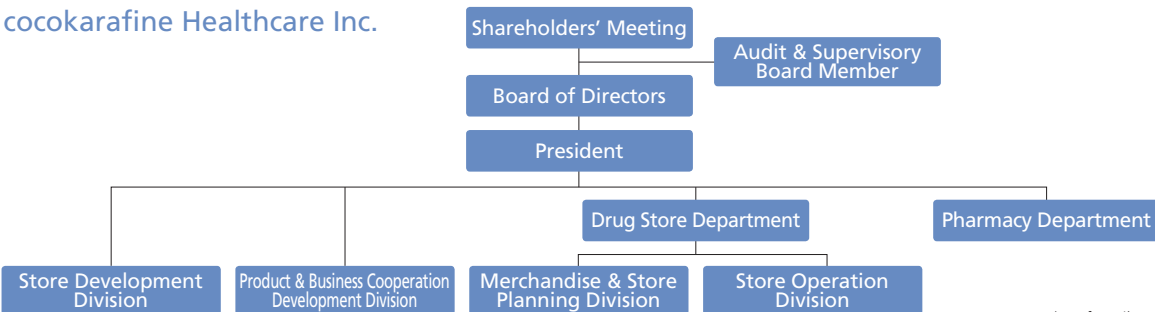 cocokarafine Healthcare Inc.
Shareholders' Meeting
Audit & Supervisory
Board Member
Board of Directors
President
Drug Store Department
Pharmacy Department
Store Development
Division
Product & Business Cooperation
Development Division
Merchandise & Store
Planning Division
Store Operation
Division